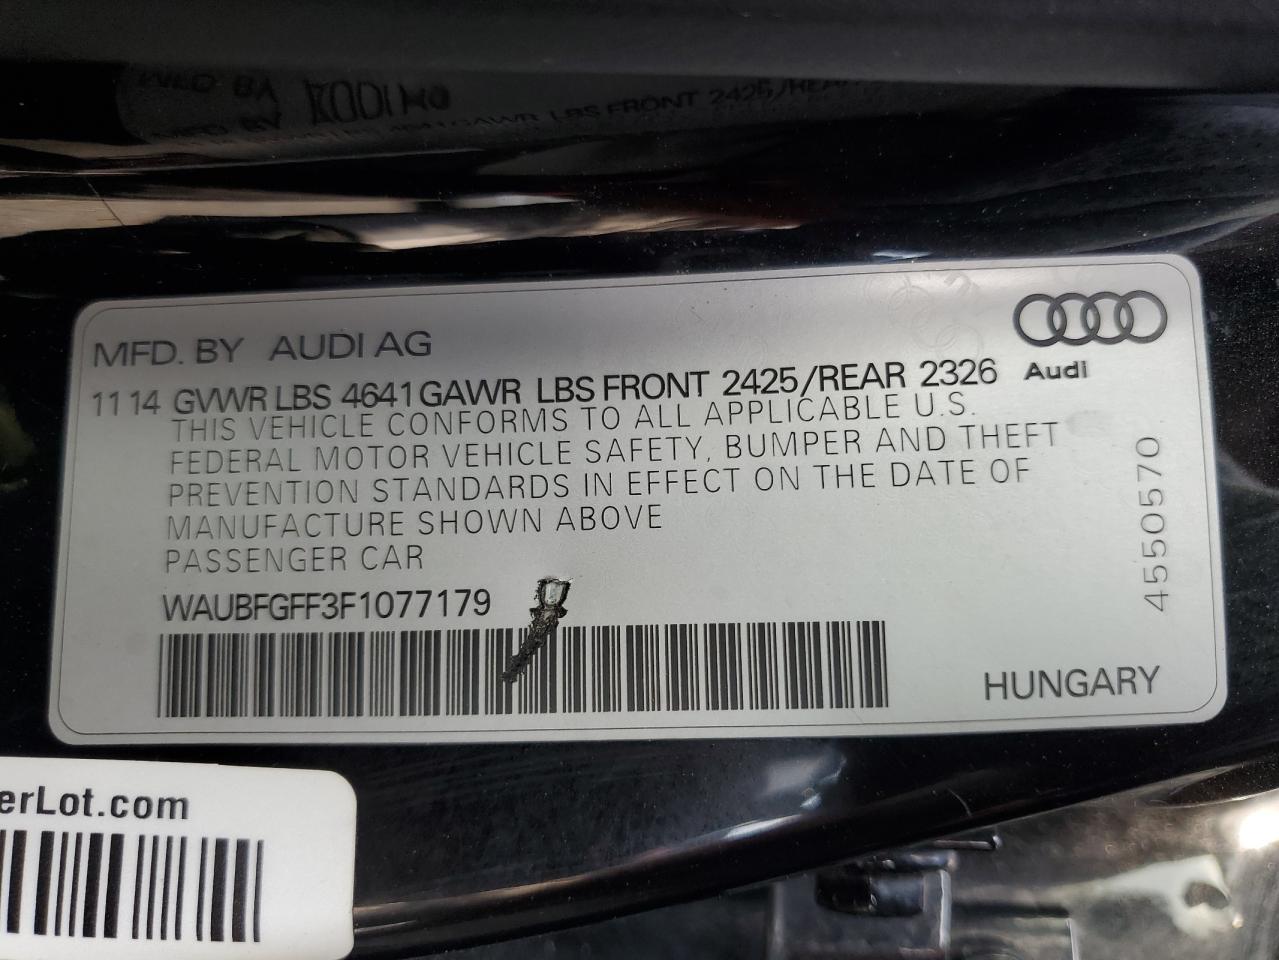 MFD. BY AUDI AG
11 14 GVWR LBS 4641 GAWR LBS FRONT 2425/REAR 2326
Audi
THIS VEHICLE CONFORMS TO ALL APPLICABLE U.S.
FEDERAL MOTOR VEHICLE SAFETY, BUMPER AND THEFT
PREVENTION STANDARDS IN EFFECT ON THE DATE OF
MANUFACTURE SHOWN ABOVE
PASSENGER CAR
WAUBFGFF3F1077179
4550570
HUNGARY
erLot.com